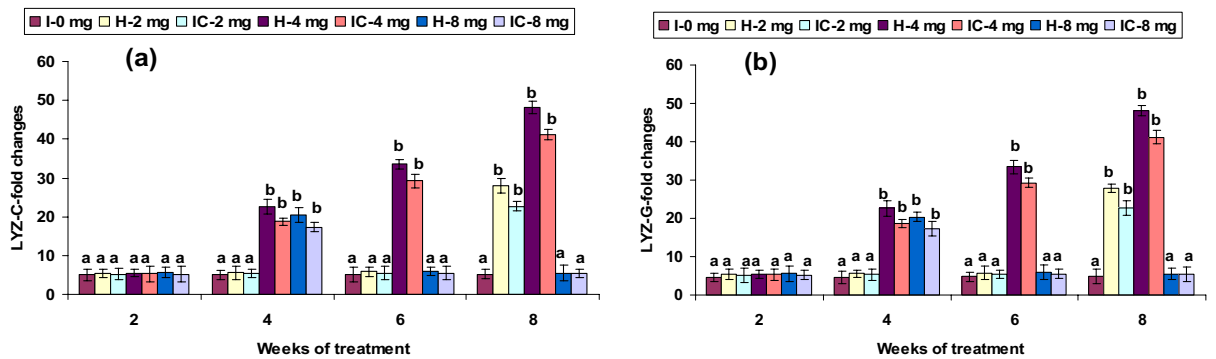 I-0 mg H-2 mg IC-2 mg H-4 mg IC-4 mg H-8 mg IC-8 mg
(a)
LYZ-C-fold changes
60
50
40
30
20
10
0
a a a a a a a
a a a b b b b
a a a b b a a
a b b b b a a
2 4 6 8
Weeks of treatment
I-0 mg H-2 mg IC-2 mg H-4 mg IC-4 mg H-8 mg IC-8 mg
(b)
LYZ-G-fold changes
60
50
40
30
20
10
0
a a a a a a a
a a a b b b b
a a a b b a a
a b b b b a a
2 4 6 8
Weeks of treatment